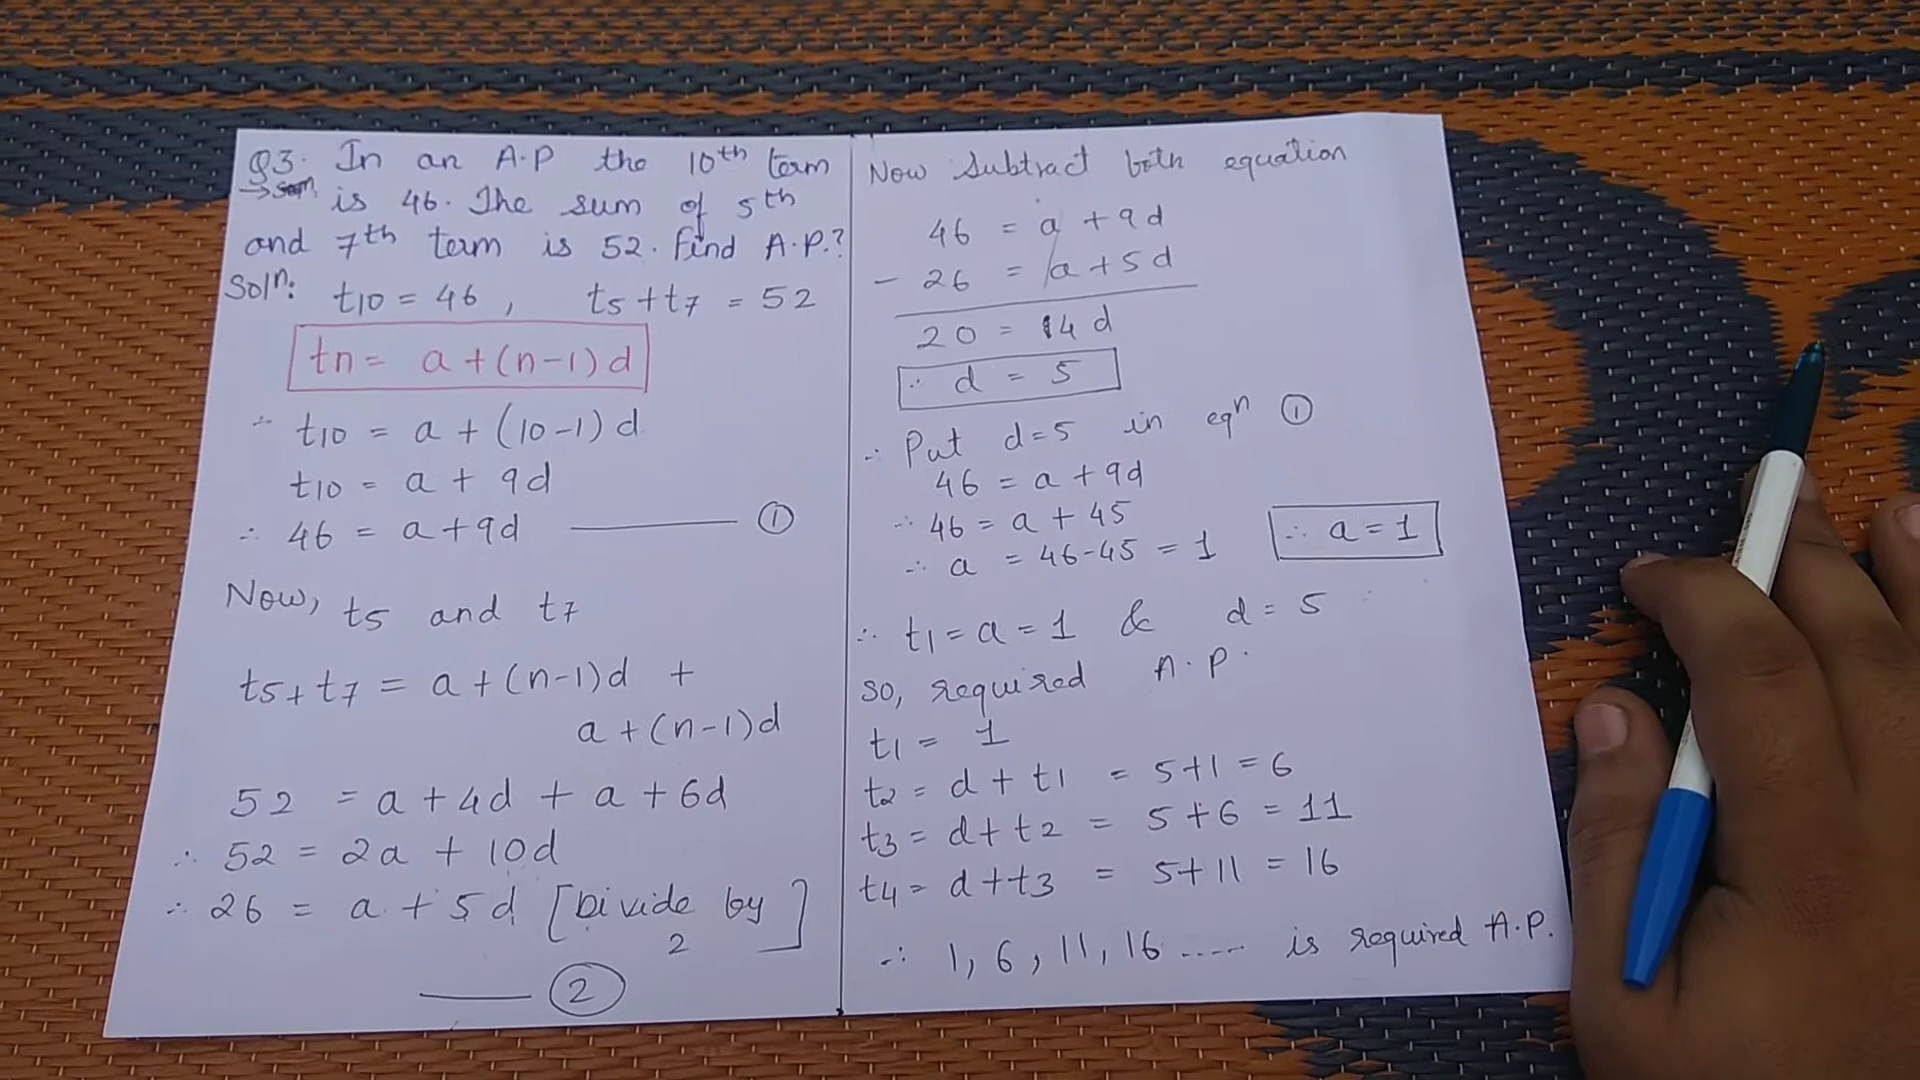 Q3. In an A.P the 10th term
is 46. The sum of 5th
and 7th term is 52. Find A.P.?
Soln:
t10 = 46 , t5 + t7 = 52
tn = a + (n-1) d
∴ t10 = a + (10-1) d
t10 = a + 9d
∴ 46 = a + 9d ——— ①
Now, t5 and t7
t5 + t7 = a + (n-1)d +
a + (n-1)d
52 = a + 4d + a + 6d
∴ 52 = 2a + 10d
∴ 26 = a + 5d [Divide by
2]
——— ②
Now Subtract both equation
46 = a + 9d
- 26 = a + 5d
20 = 4d
∴ d = 5
∴ Put d=5 in eqn ①
46 = a + 9d
∴ 46 = a + 45
∴ a = 46-45 = 1 ∴ a = 1
∴ t1 = a = 1 & d = 5
so, required A.P.
t1 = 1
t2 = d + t1 = 5+1 = 6
t3 = d + t2 = 5+6 = 11
t4 = d + t3 = 5+11 = 16
∴ 1, 6, 11, 16 ..... is required A.P.